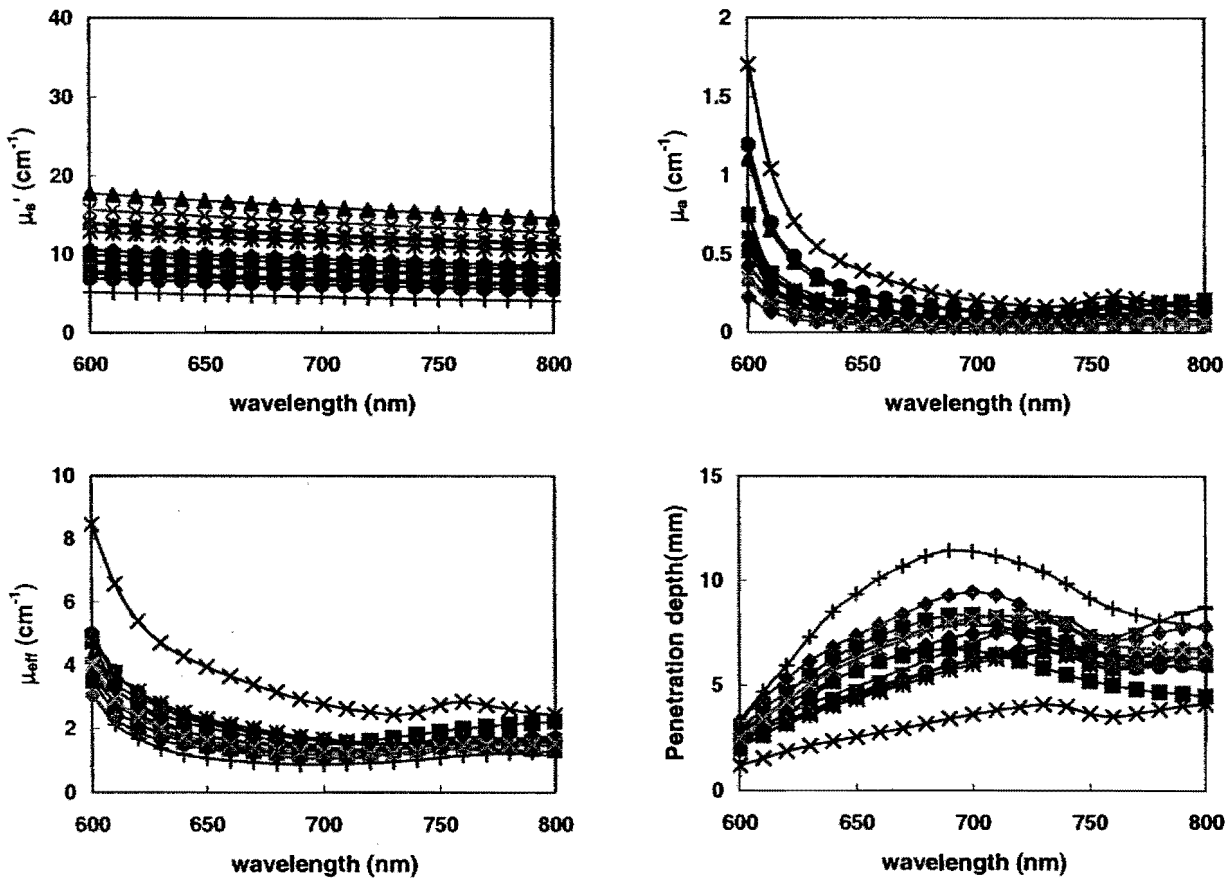 40
30
20
10
0
μs' (cm-1)
600 650 700 750 800
wavelength (nm)
2
1.5
1
0.5
0
μa (cm-1)
600 650 700 750 800
wavelength (nm)
10
8
6
4
2
0
μeff (cm-1)
600 650 700 750 800
wavelength (nm)
15
10
5
0
Penetration depth(mm)
600 650 700 750 800
wavelength (nm)